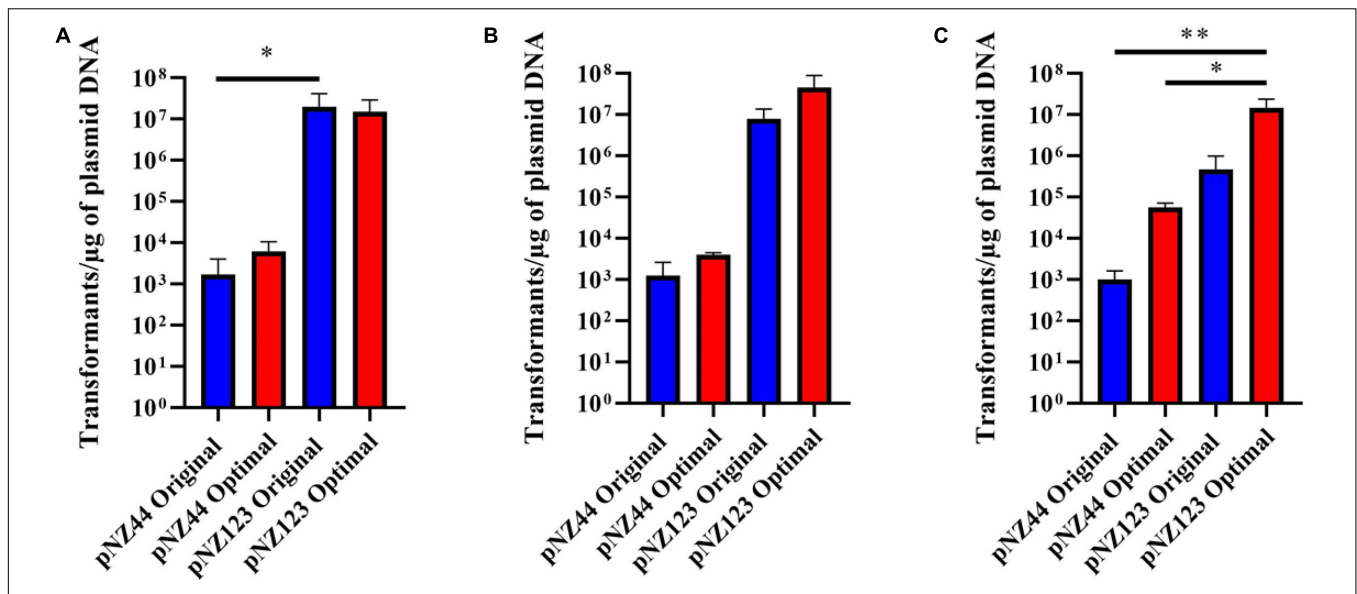 A
Transformants/µg of plasmid DNA
*
10⁸
10⁷
10⁶
10⁵
10⁴
10³
10²
10¹
10⁰
pNZ44 Original
pNZ44 Optimal
pNZ123 Original
pNZ123 Optimal
B
Transformants/µg of plasmid DNA
10⁸
10⁷
10⁶
10⁵
10⁴
10³
10²
10¹
10⁰
pNZ44 Original
pNZ44 Optimal
pNZ123 Original
pNZ123 Optimal
C
Transformants/µg of plasmid DNA
**
*
10⁸
10⁷
10⁶
10⁵
10⁴
10³
10²
10¹
10⁰
pNZ44 Original
pNZ44 Optimal
pNZ123 Original
pNZ123 Optimal